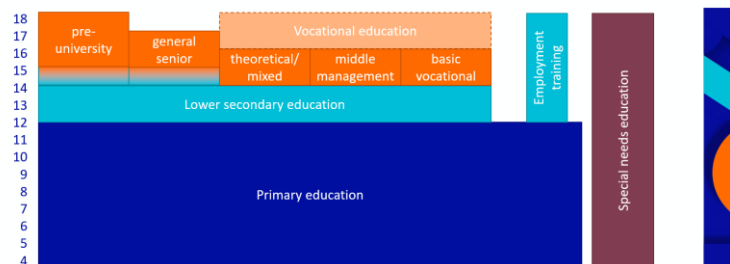 18
17
16
15
14
13
12
11
10
9
8
7
6
5
4
pre-
university
general
senior
Vocational education
theoretical/
mixed
middle
management
basic
vocational
Lower secondary education
Employment
training
Special needs education
Primary education